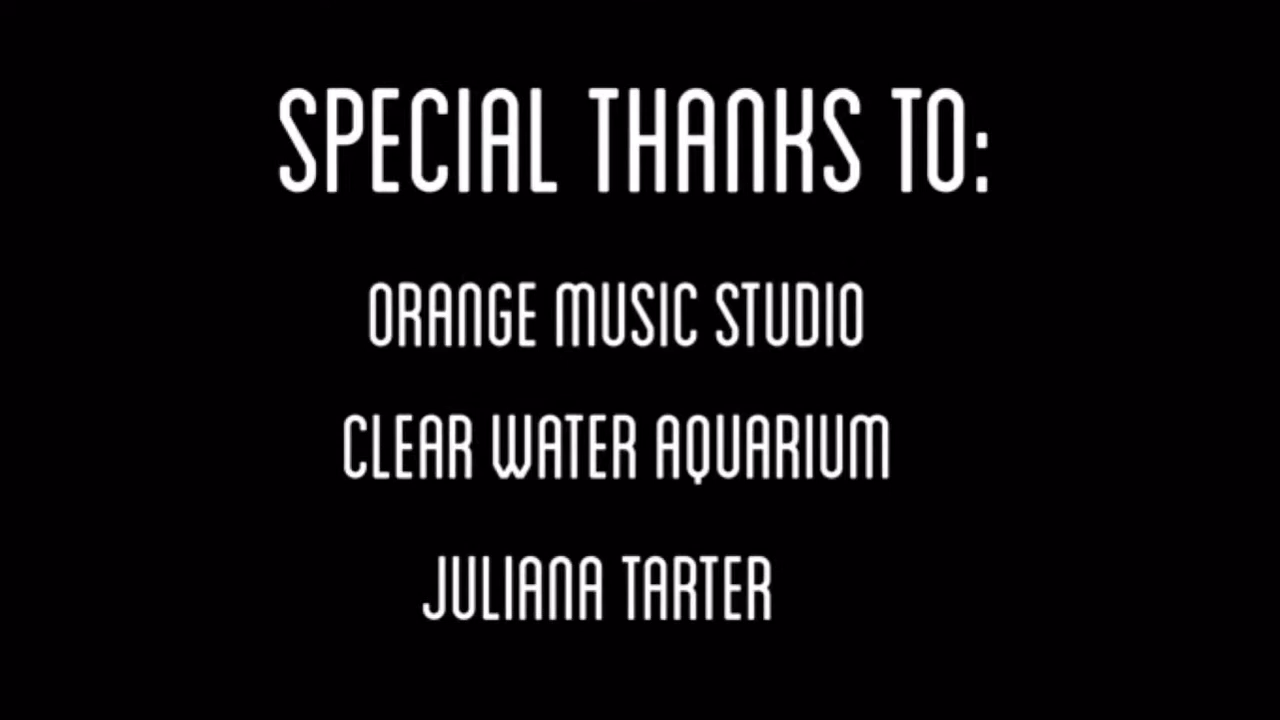 SPECIAL THANKS TO:
ORANGE MUSIC STUDIO
CLEAR WATER AQUARIUM
JULIANA TARTER